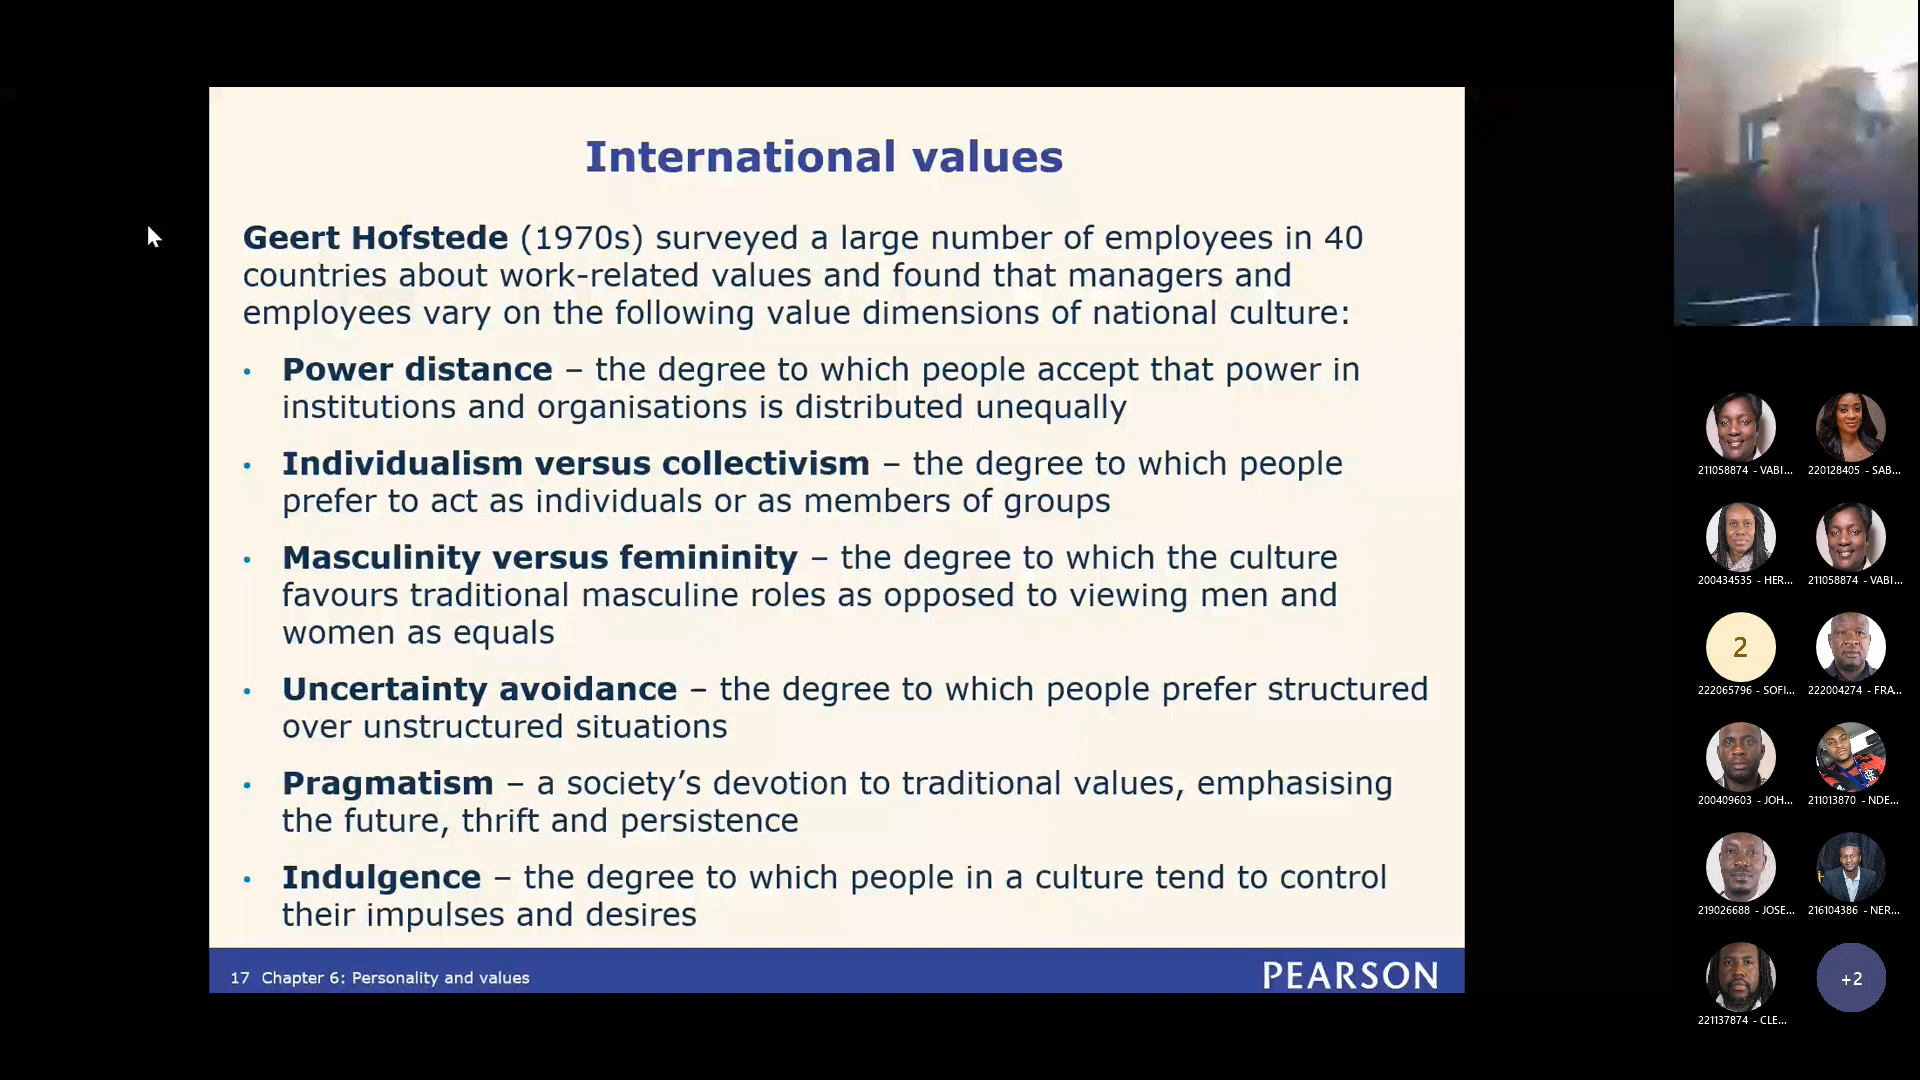 International values
Geert Hofstede (1970s) surveyed a large number of employees in 40
countries about work-related values and found that managers and
employees vary on the following value dimensions of national culture:
• Power distance – the degree to which people accept that power in
institutions and organisations is distributed unequally
• Individualism versus collectivism – the degree to which people
prefer to act as individuals or as members of groups
• Masculinity versus femininity – the degree to which the culture
favours traditional masculine roles as opposed to viewing men and
women as equals
• Uncertainty avoidance – the degree to which people prefer structured
over unstructured situations
• Pragmatism – a society’s devotion to traditional values, emphasising
the future, thrift and persistence
• Indulgence – the degree to which people in a culture tend to control
their impulses and desires
17 Chapter 6: Personality and values
PEARSON
211058874 - VABI...
220128405 - SAB...
200434535 - HER...
211058874 - VABI...
2
222065796 - SOFI...
222004274 - FRA...
200409603 - JOH...
211013870 - NDE...
219026688 - JOSE...
216104386 - NER...
221137874 - CLE...
+2